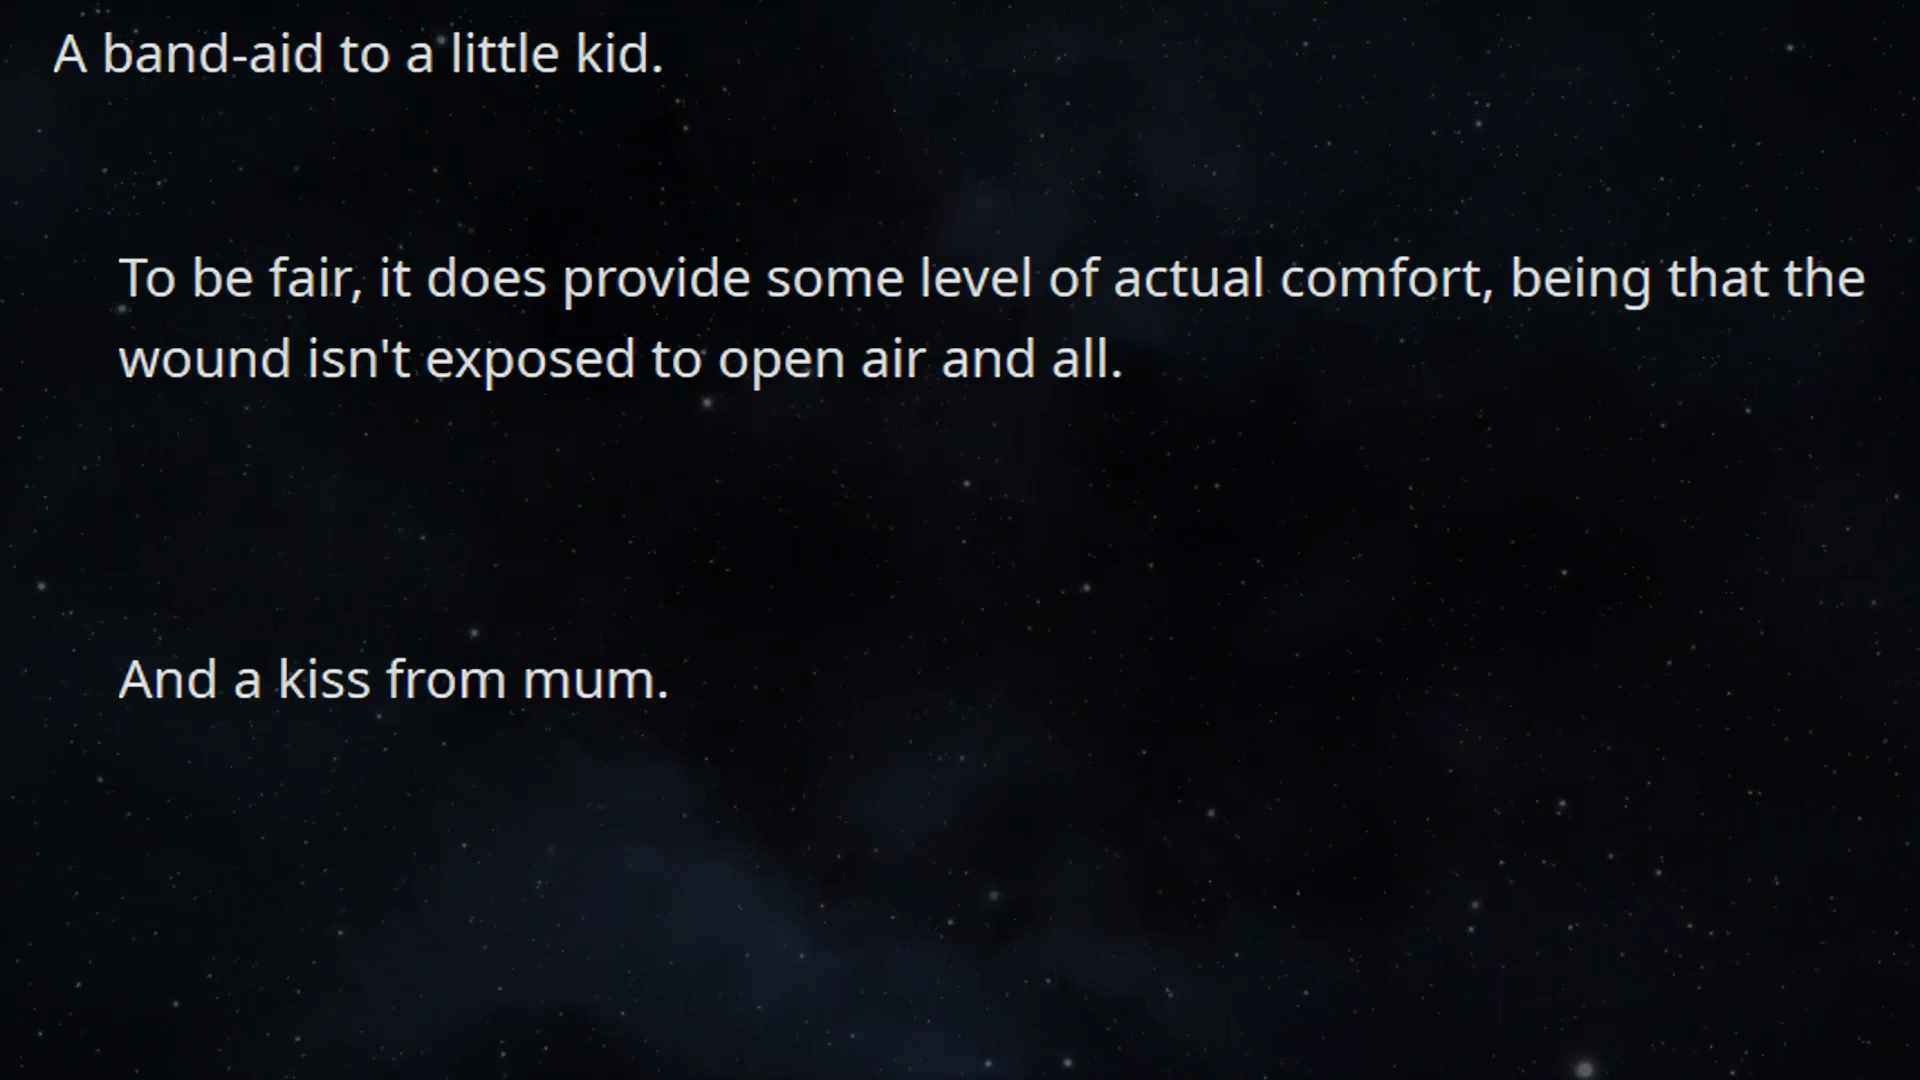 A band-aid to a little kid.
To be fair, it does provide some level of actual comfort, being that the
wound isn't exposed to open air and all.
And a kiss from mum.